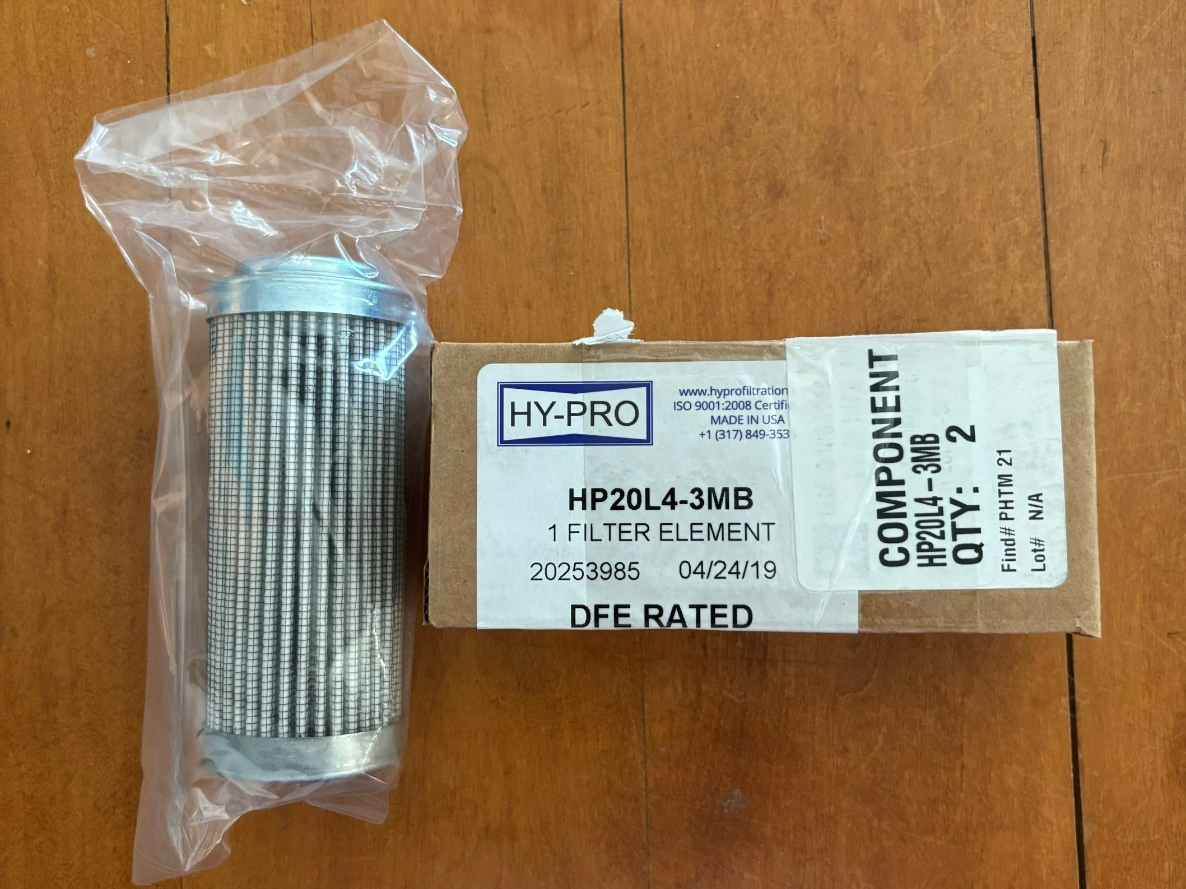 HY-PRO
www.hyprofiltration
ISO 9001:2008 Certifi
MADE IN USA
+1 (317) 849-353
HP20L4-3MB
1 FILTER ELEMENT
20253985 04/24/19
DFE RATED
COMPONENT
HP20L4-3MB
QTY: 2
Find# PHTM 21
Lot# N/A